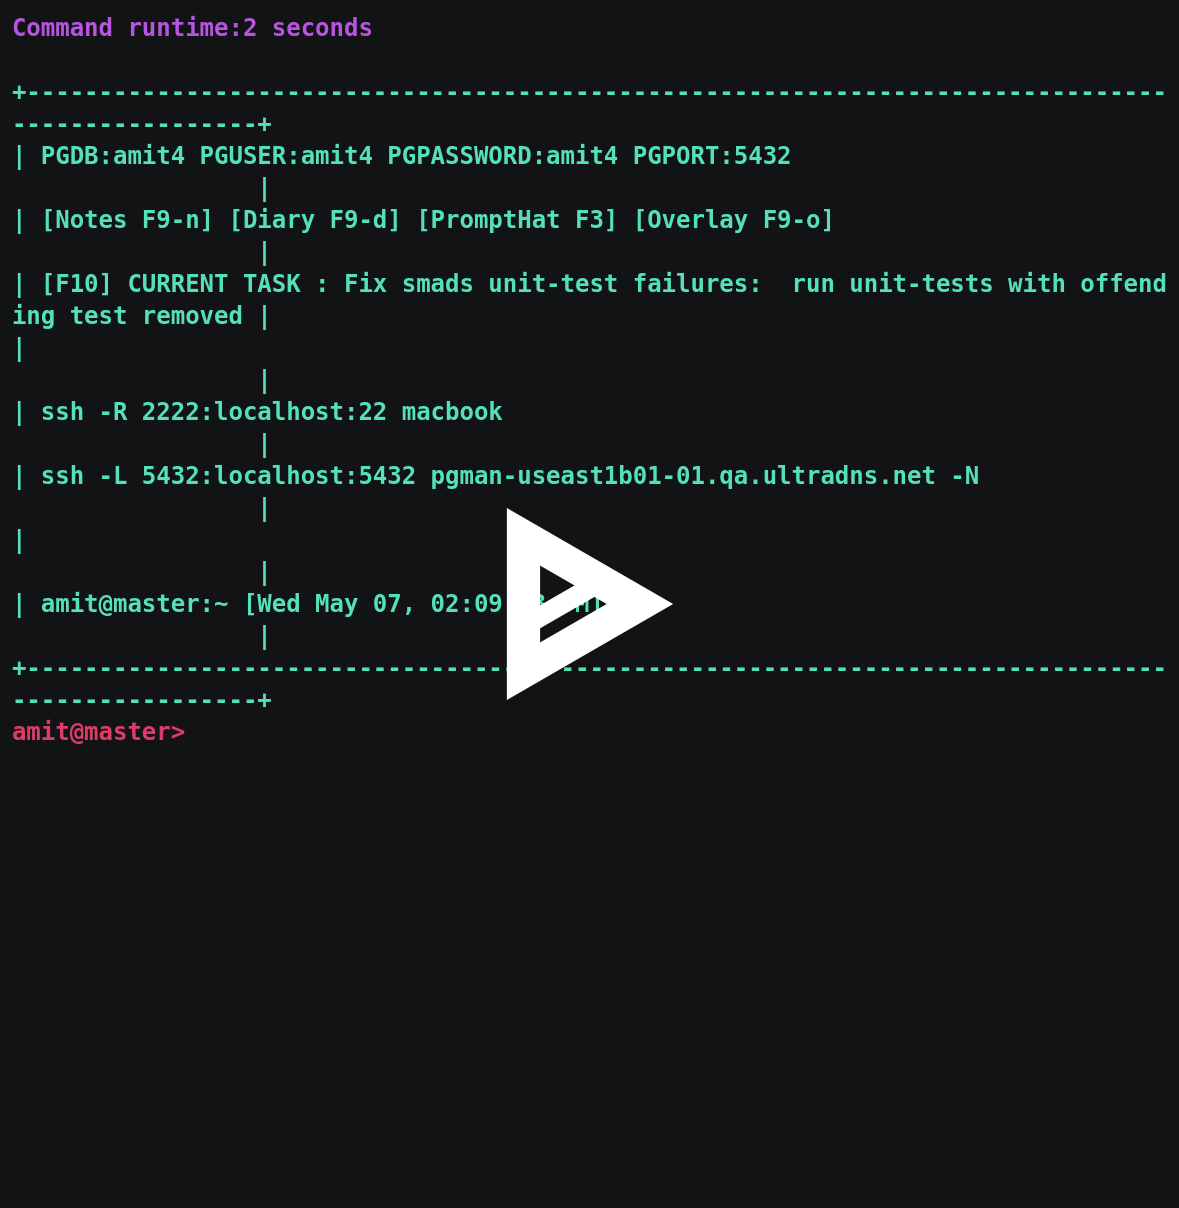 Command runtime:2 seconds
+-------------------------------------------------------------------------------
-----------------+
| PGDB:amit4 PGUSER:amit4 PGPASSWORD:amit4 PGPORT:5432
                 |
| [Notes F9-n] [Diary F9-d] [PromptHat F3] [Overlay F9-o]
                 |
| [F10] CURRENT TASK : Fix smads unit-test failures:  run unit-tests with offend
ing test removed |
|
                 |
| ssh -R 2222:localhost:22 macbook
                 |
| ssh -L 5432:localhost:5432 pgman-useast1b01-01.qa.ultradns.net -N
                 |
|
                 |
| amit@master:~ [Wed May 07, 02:09
                 |
+-------------------------------------------------------------------------------
-----------------+
amit@master>